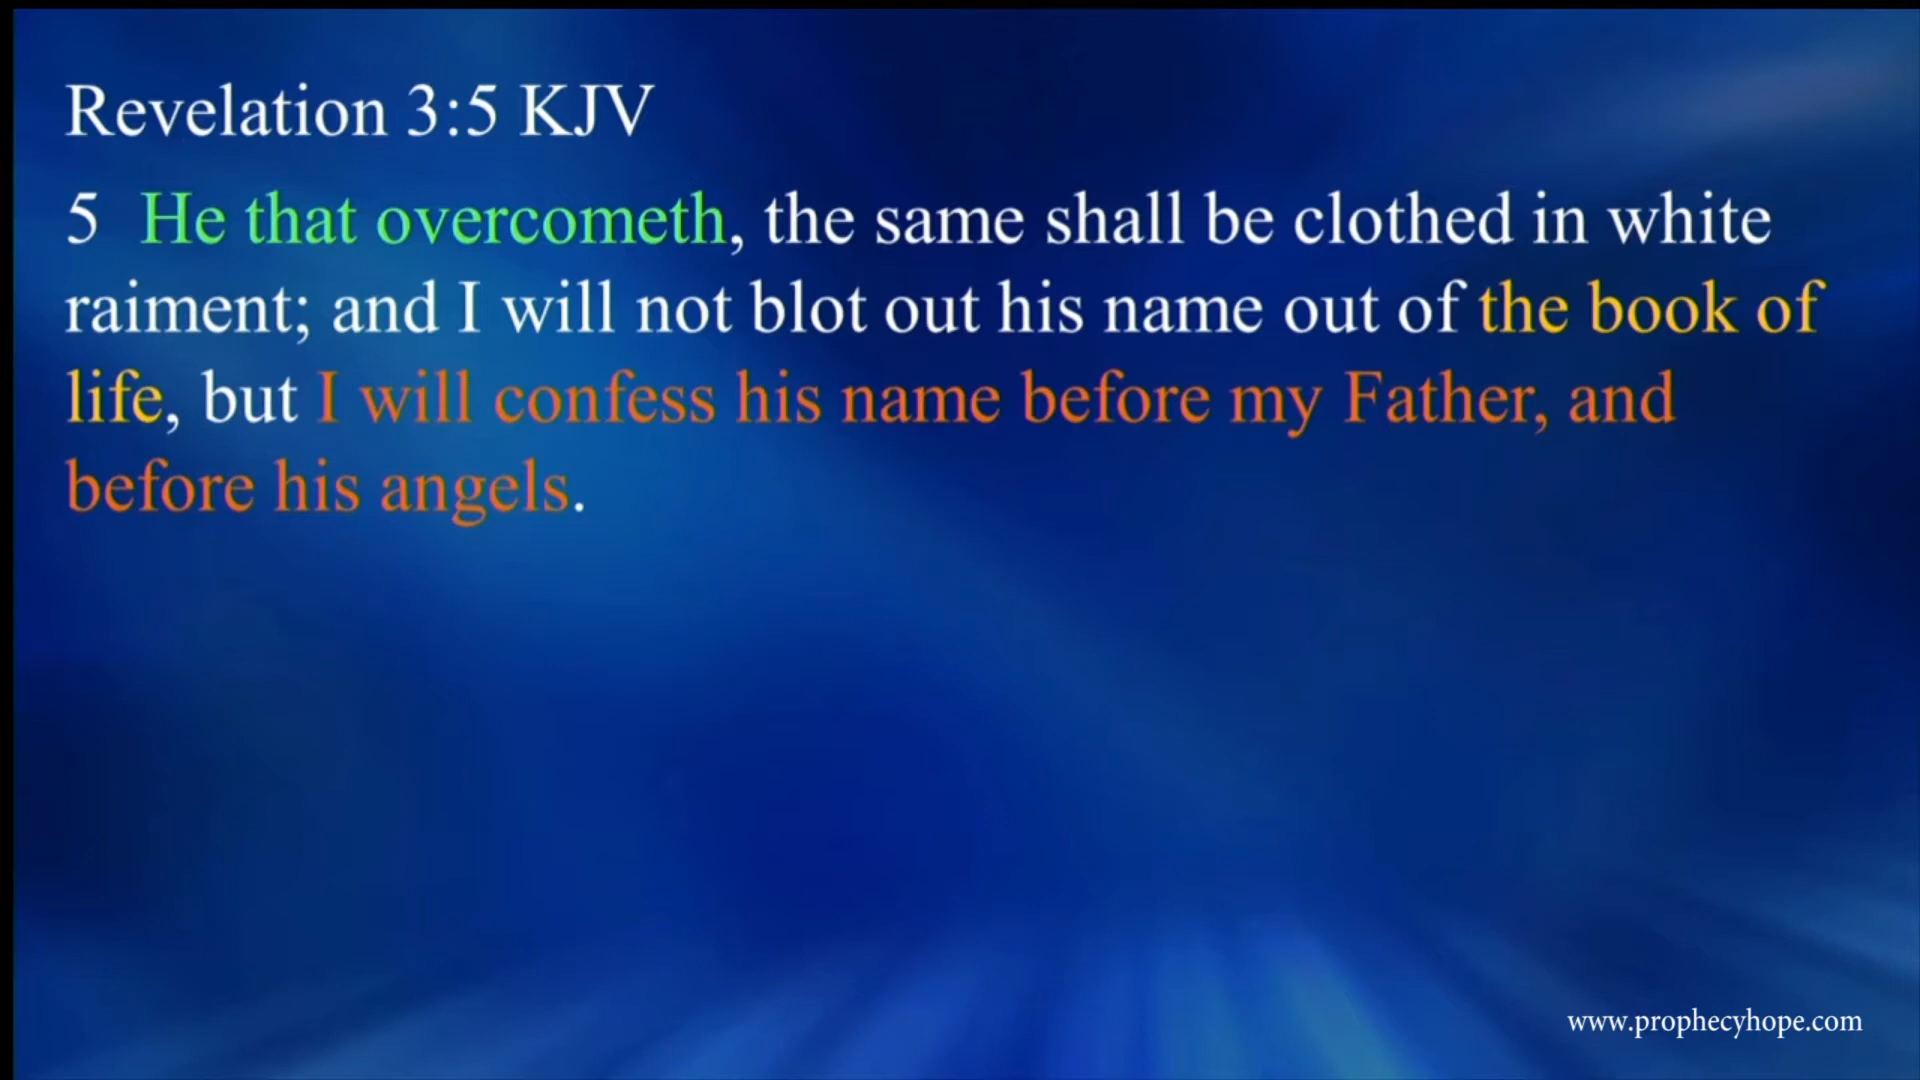 Revelation 3:5 KJV
5 He that overcometh, the same shall be clothed in white
raiment; and I will not blot out his name out of the book of
life, but I will confess his name before my Father, and
before his angels.
www.prophecyhope.com